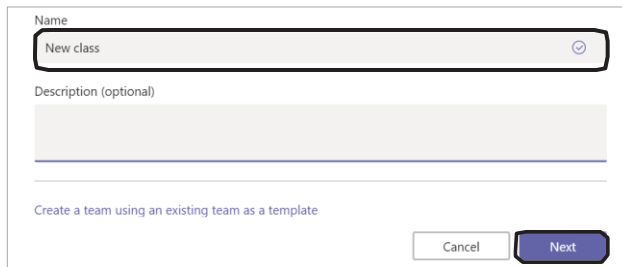 Name
New class
Description (optional)
Create a team using an existing team as a template
Cancel Next